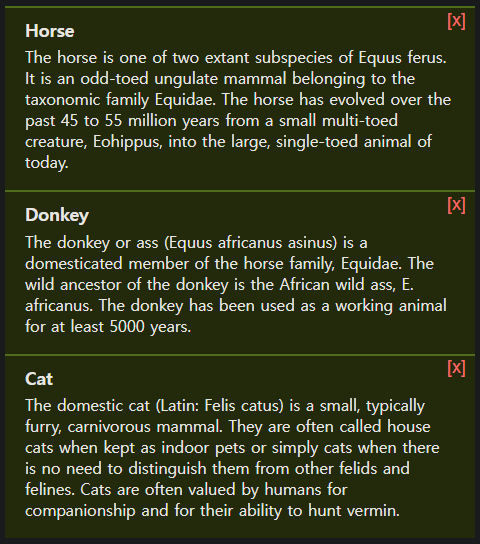 Horse
[x]
The horse is one of two extant subspecies of Equus ferus.
It is an odd-toed ungulate mammal belonging to the
taxonomic family Equidae. The horse has evolved over the
past 45 to 55 million years from a small multi-toed
creature, Eohippus, into the large, single-toed animal of
today.
Donkey
[x]
The donkey or ass (Equus africanus asinus) is a
domesticated member of the horse family, Equidae. The
wild ancestor of the donkey is the African wild ass, E.
africanus. The donkey has been used as a working animal
for at least 5000 years.
Cat
[x]
The domestic cat (Latin: Felis catus) is a small, typically
furry, carnivorous mammal. They are often called house
cats when kept as indoor pets or simply cats when there
is no need to distinguish them from other felids and
felines. Cats are often valued by humans for
companionship and for their ability to hunt vermin.